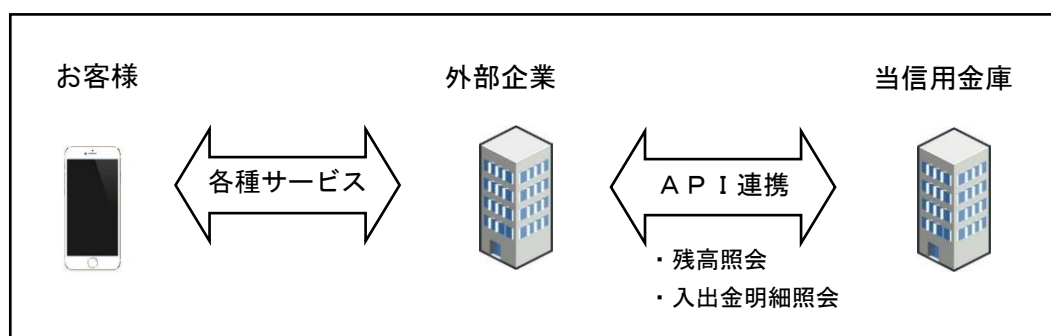 お客様
外部企業
当信用金庫
各種サービス
ＡＰＩ連携
・残高照会
・入出金明細照会